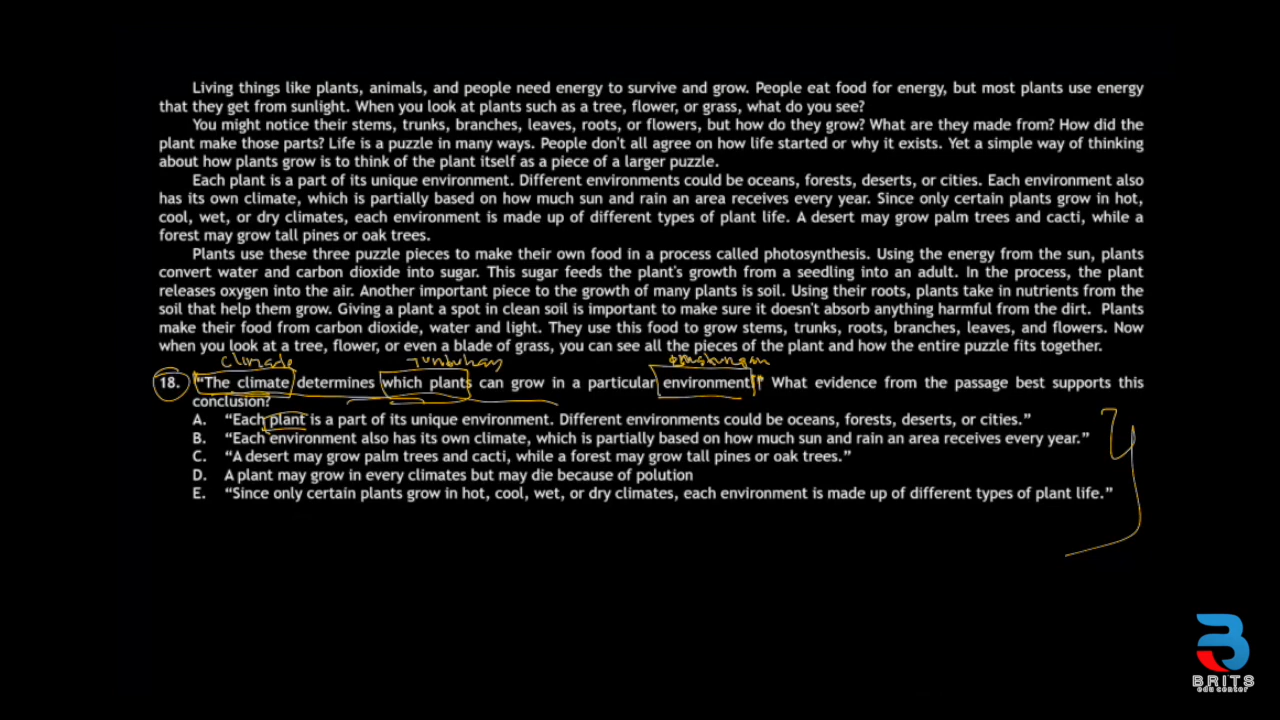 Living things like plants, animals, and people need energy to survive and grow. People eat food for energy, but most plants use energy
that they get from sunlight. When you look at plants such as a tree, flower, or grass, what do you see?
You might notice their stems, trunks, branches, leaves, roots, or flowers, but how do they grow? What are they made from? How did the
plant make those parts? Life is a puzzle in many ways. People don't all agree on how life started or why it exists. Yet a simple way of thinking
about how plants grow is to think of the plant itself as a piece of a larger puzzle.
Each plant is a part of its unique environment. Different environments could be oceans, forests, deserts, or cities. Each environment also
has its own climate, which is partially based on how much sun and rain an area receives every year. Since only certain plants grow in hot,
cool, wet, or dry climates, each environment is made up of different types of plant life. A desert may grow palm trees and cacti, while a
forest may grow tall pines or oak trees.
Plants use these three puzzle pieces to make their own food in a process called photosynthesis. Using the energy from the sun, plants
convert water and carbon dioxide into sugar. This sugar feeds the plant's growth from a seedling into an adult. In the process, the plant
releases oxygen into the air. Another important piece to the growth of many plants is soil. Using their roots, plants take in nutrients from the
soil that help them grow. Giving a plant a spot in clean soil is important to make sure it doesn't absorb anything harmful from the dirt. Plants
make their food from carbon dioxide, water and light. They use this food to grow stems, trunks, roots, branches, leaves, and flowers. Now
when you look at a tree, flower, or even a blade of grass, you can see all the pieces of the plant and how the entire puzzle fits together.
18. "The climate determines which plants can grow in a particular environment" What evidence from the passage best supports this
conclusion?
A. "Each plant is a part of its unique environment. Different environments could be oceans, forests, deserts, or cities."
B. "Each environment also has its own climate, which is partially based on how much sun and rain an area receives every year."
C. "A desert may grow palm trees and cacti, while a forest may grow tall pines or oak trees."
D. A plant may grow in every climates but may die because of polution
E. "Since only certain plants grow in hot, cool, wet, or dry climates, each environment is made up of different types of plant life."
BRITS
edu center